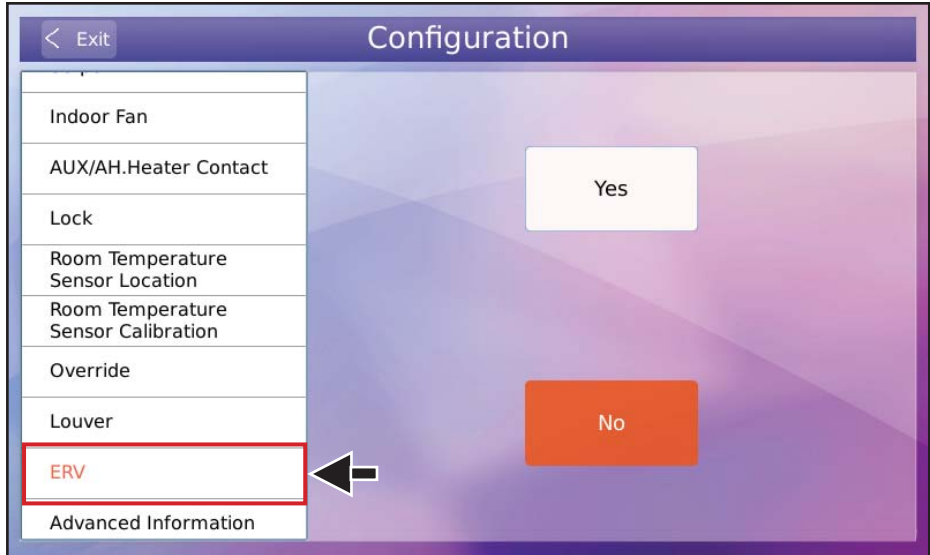 Exit
Configuration
Indoor Fan
AUX/AH.Heater Contact
Lock
Room Temperature
Sensor Location
Room Temperature
Sensor Calibration
Override
Louver
ERV
Advanced Information
Yes
No